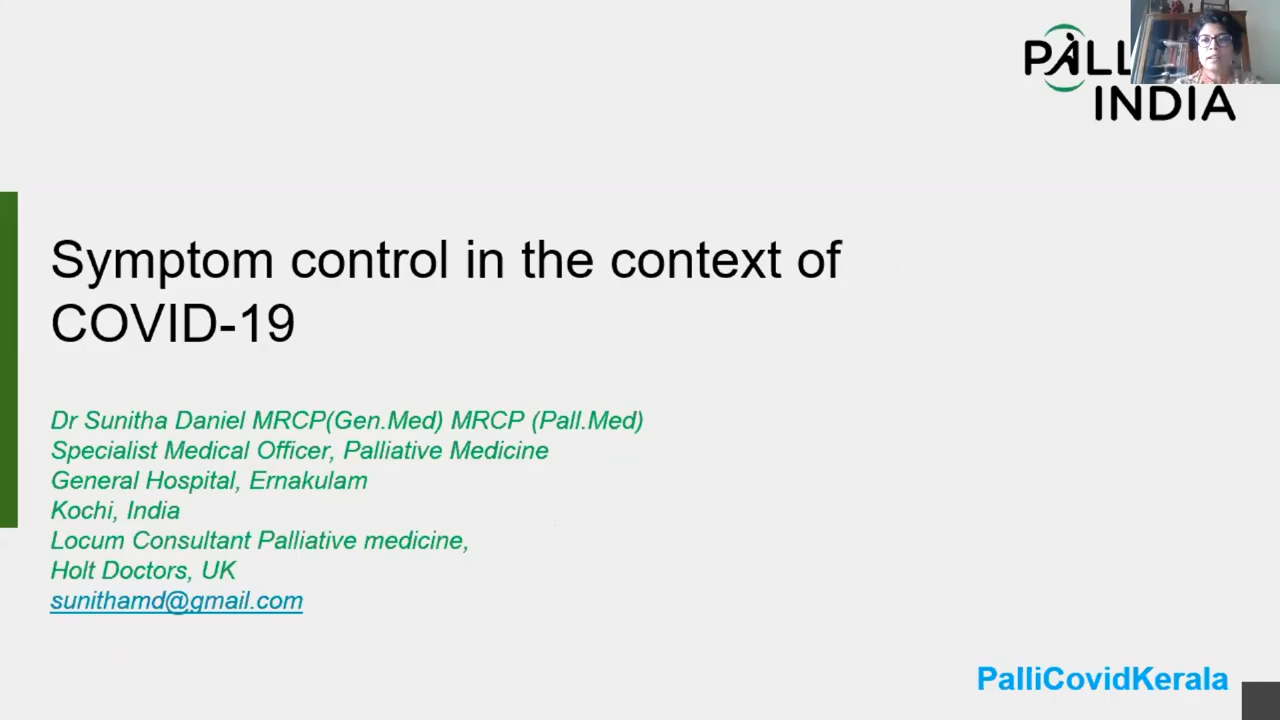 PALL
INDIA
Symptom control in the context of
COVID-19
Dr Sunitha Daniel MRCP(Gen.Med) MRCP (Pall.Med)
Specialist Medical Officer, Palliative Medicine
General Hospital, Ernakulam
Kochi, India
Locum Consultant Palliative medicine,
Holt Doctors, UK
sunithamd@gmail.com
PalliCovidKerala